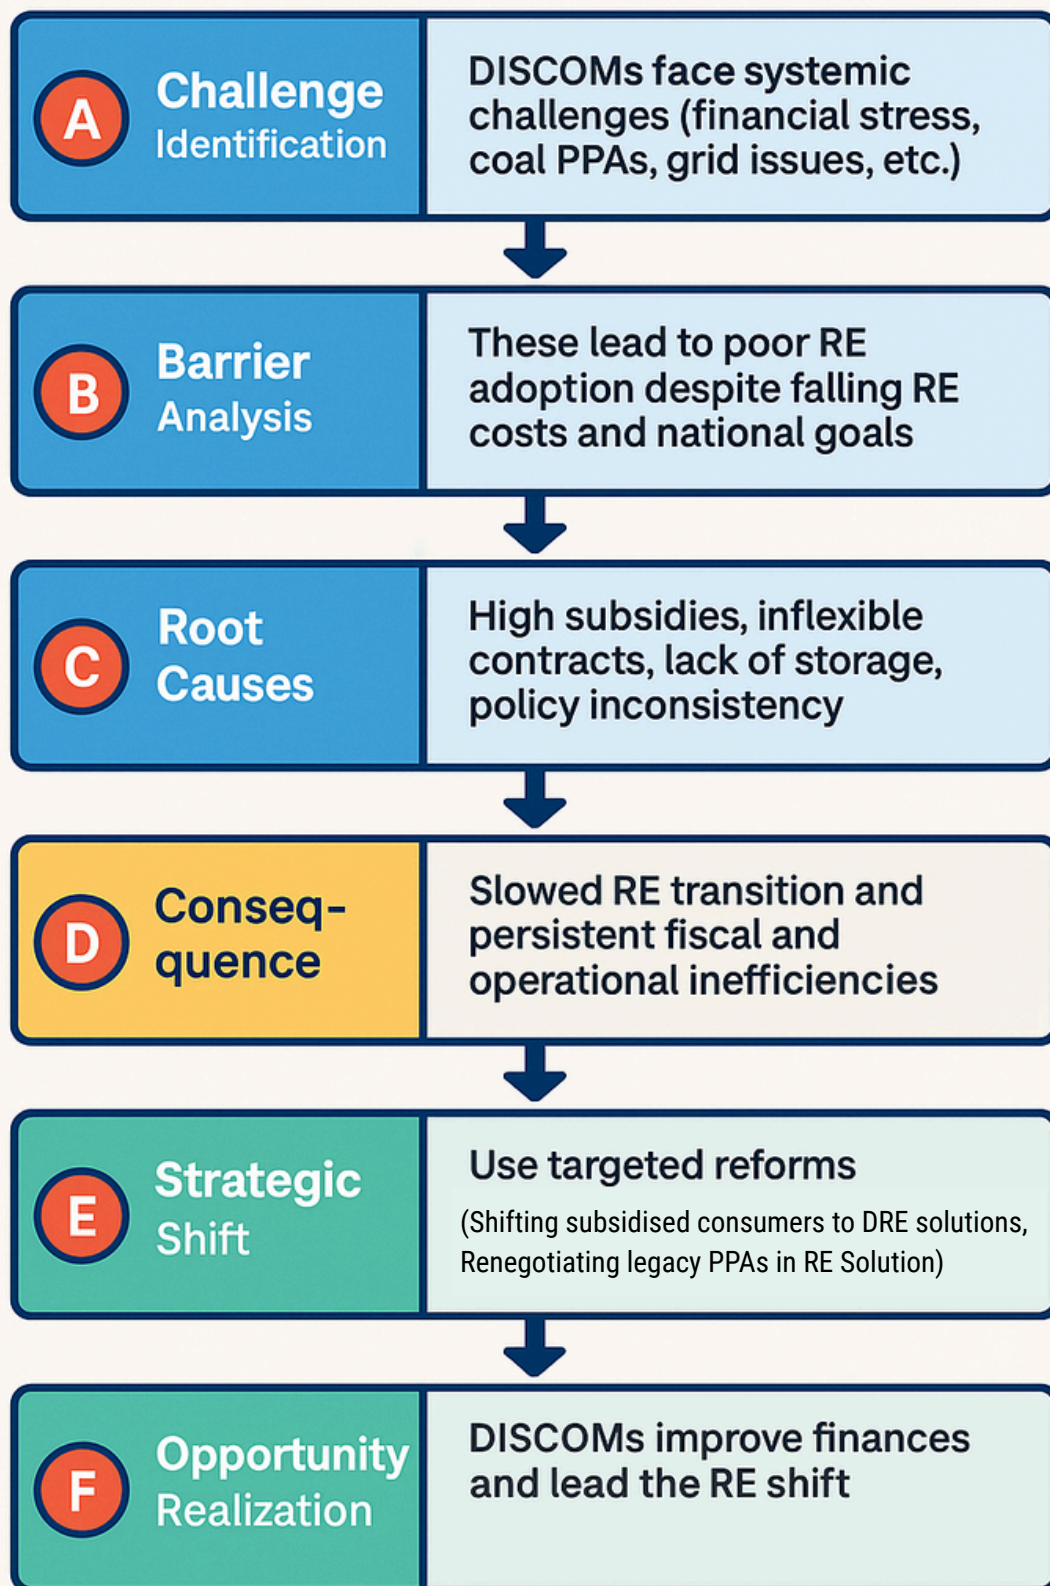 A
Challenge
Identification
DISCOMs face systemic
challenges (financial stress,
coal PPAs, grid issues, etc.)
B
Barrier
Analysis
These lead to poor RE
adoption despite falling RE
costs and national goals
C
Root
Causes
High subsidies, inflexible
contracts, lack of storage,
policy inconsistency
D
Conseq-
quence
Slowed RE transition and
persistent fiscal and
operational inefficiencies
E
Strategic
Shift
Use targeted reforms
(Shifting subsidised consumers to DRE solutions,
Renegotiating legacy PPAs in RE Solution)
F
Opportunity
Realization
DISCOMs improve finances
and lead the RE shift